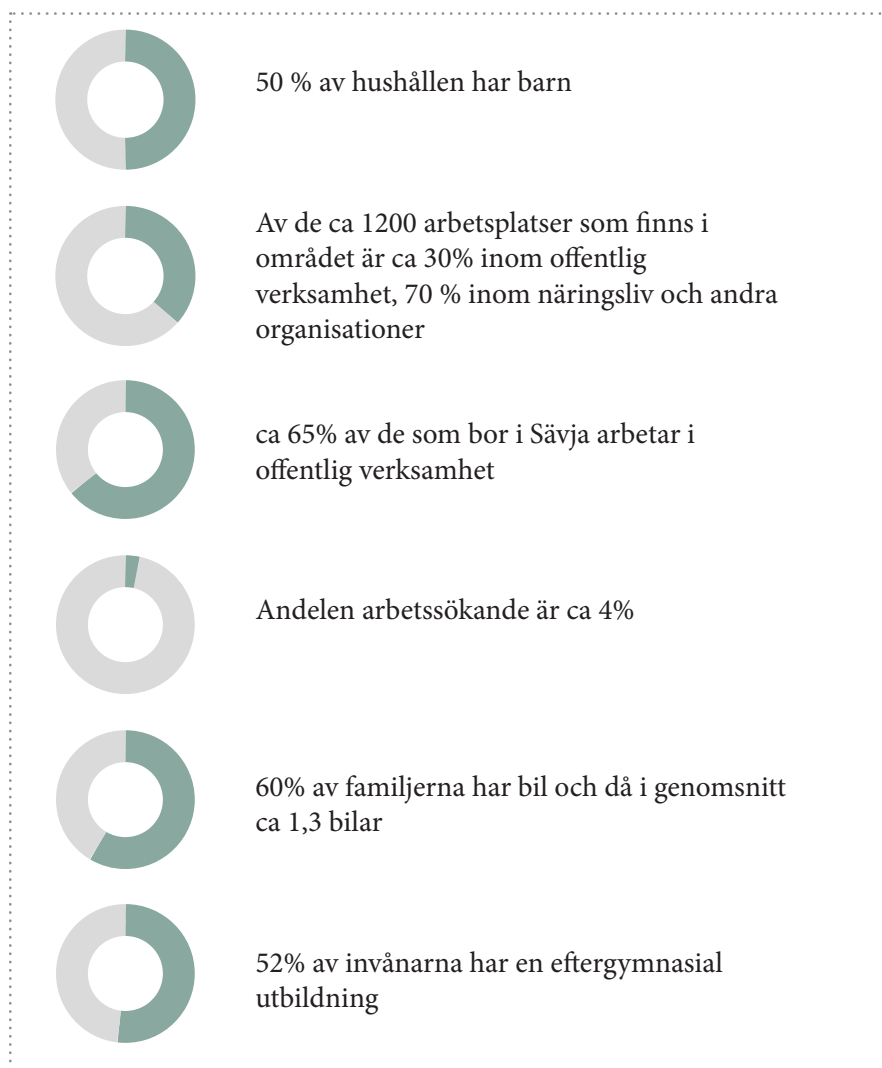 50 % av hushållen har barn
Av de ca 1200 arbetsplatser som finns i
området är ca 30% inom offentlig
verksamhet, 70 % inom näringsliv och andra
organisationer
ca 65% av de som bor i Sävja arbetar i
offentlig verksamhet
Andelen arbetssökande är ca 4%
60% av familjerna har bil och då i genomsnitt
ca 1,3 bilar
52% av invånarna har en eftergymnasial
utbildning